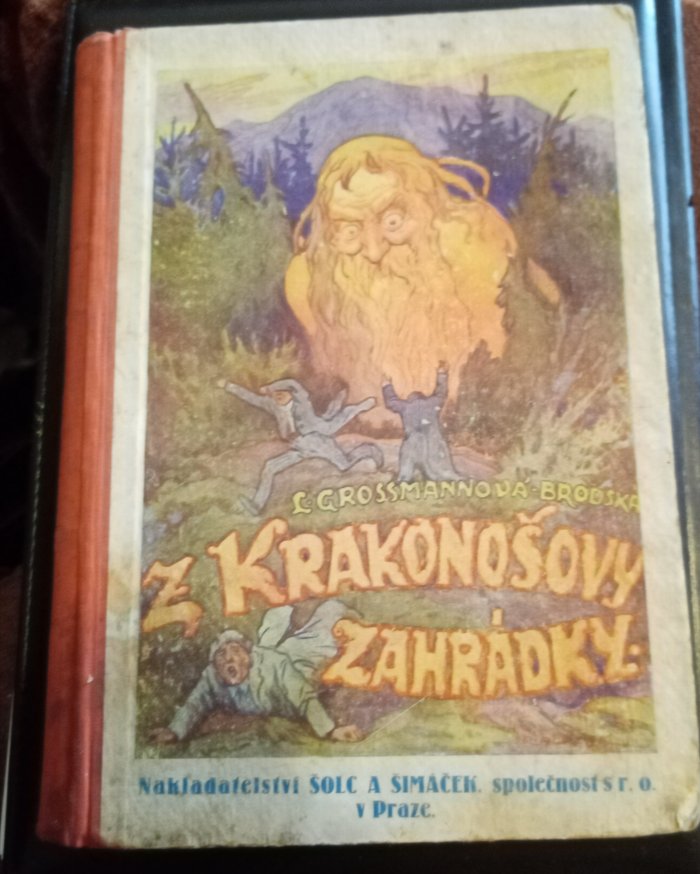 L. GROSSMANNOVÁ-BRODSKÁ
Z KRAKONOŠOVY
ZAHRÁDKY.
Nakladatelství ŠOLC A ŠIMÁČEK, společnost s r. o.
v Praze.